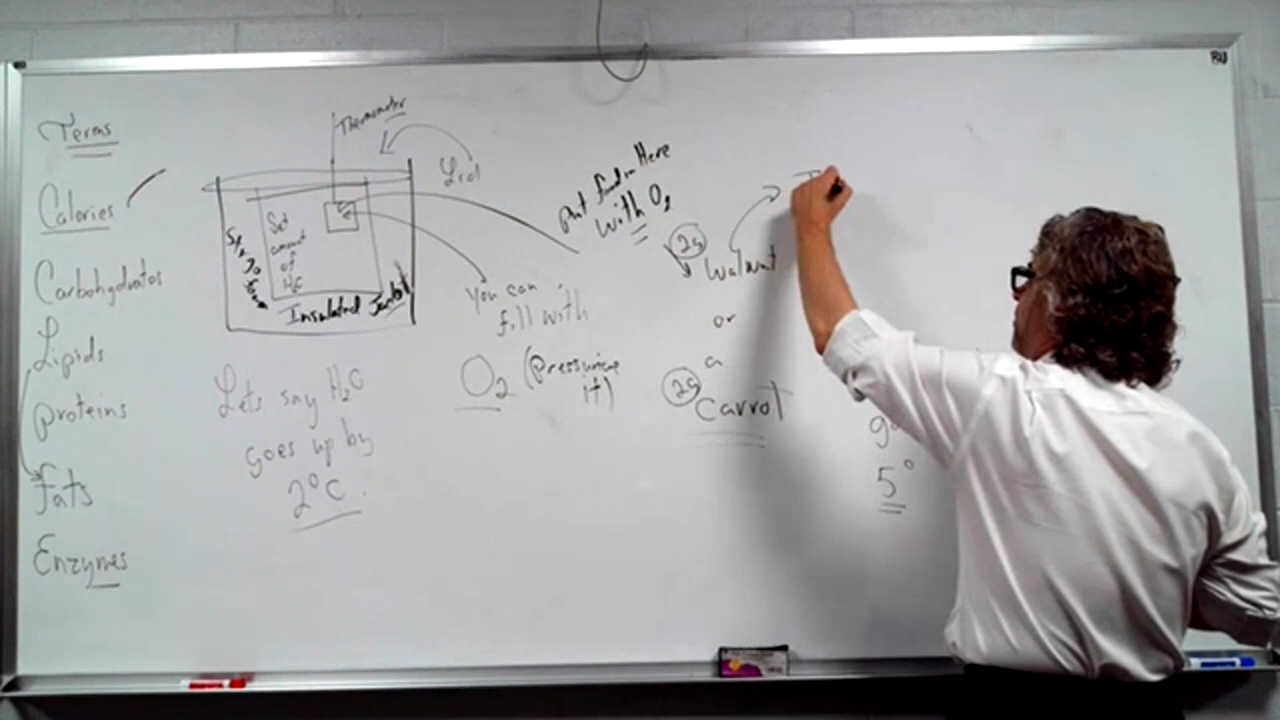 Terms
Calories
Carbohydrates
Lipids
Proteins
Fats
Enzymes
Thermometer
Lid
Set
amount
of
H2O
Insulated
Lets say H2O
goes up by
2°C.
You can
fill with
O2 (Pressurize
it)
Put food in Here
with O2
2g
Walnut
or
a
2g
Carrot
5°